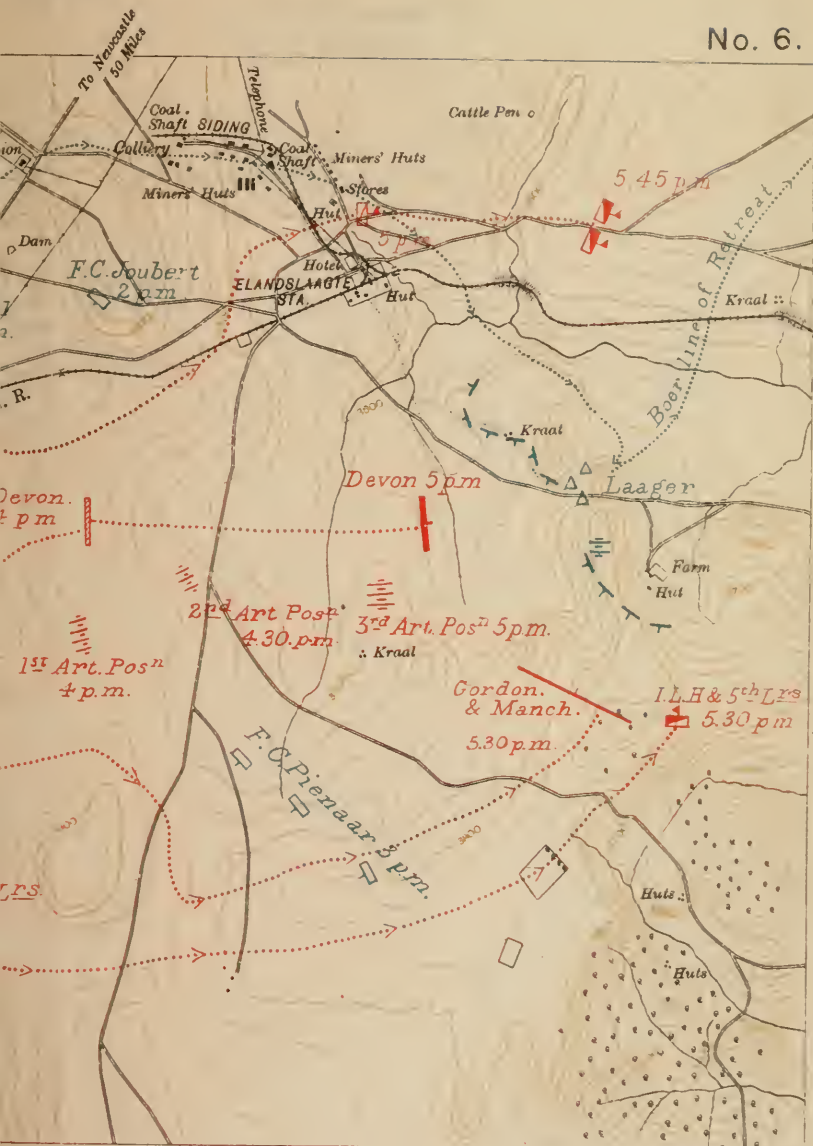 No. 6.
To Newcastle
50 Miles
Telephone
Coal
Shaft SIDING
Colliery
Coal
Shaft
Miners' Huts
Miners' Huts
Stores
Cattle Pen
5.45 p.m
Hut
5 p.m
Dam
F.C. Joubert
2 p.m
Hotel
ELANDSLAAGTE
STA.
Hut
Boer line of Retreat
Kraal
. R.
Kraal
Laager
Devon.
4 p m
Devon 5 p.m
Farm
Hut
2nd Art Posn
4.30.p.m.
3rd Art. Posn 5p.m.
Kraal
1st Art. Posn
4 p.m.
Gordon.
& Manch.
5.30 p.m.
I.L.H & 5th Lrs
5.30 p.m
F.C. Pienaar 3 p.m.
Lrs.
Huts
Huts